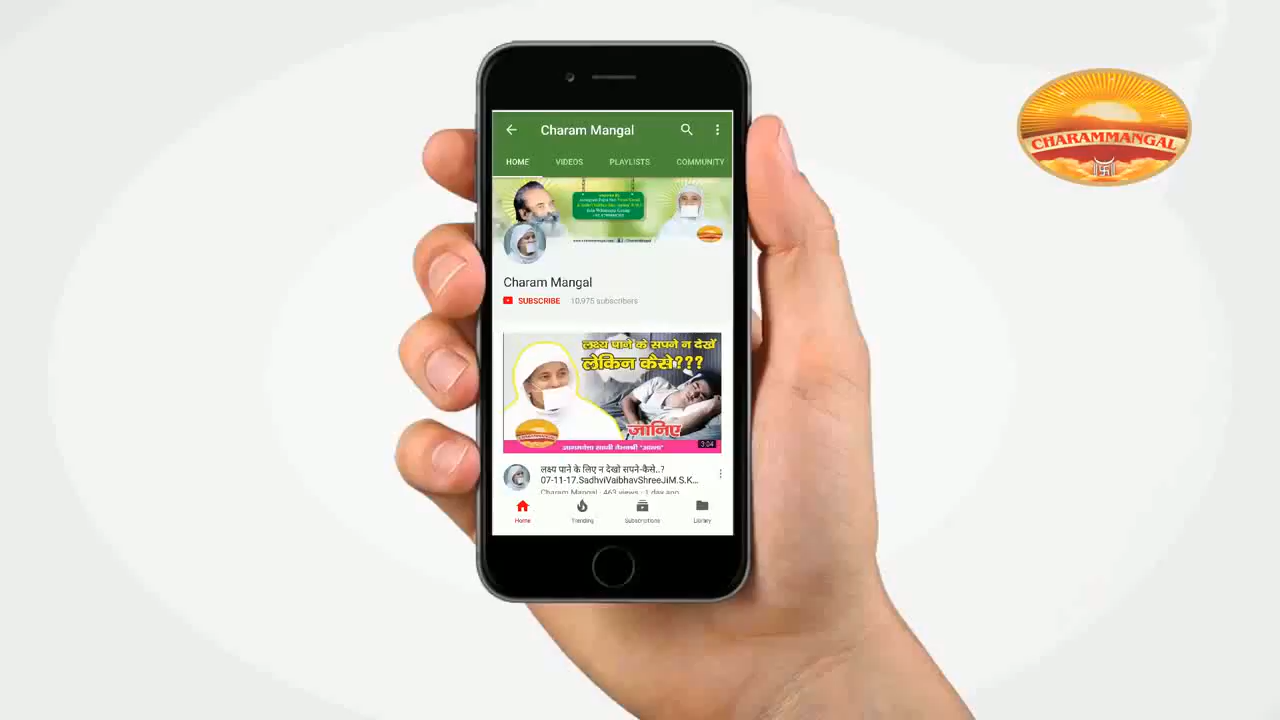 CHARAMMANGAL
Charam Mangal
HOME VIDEOS PLAYLISTS COMMUNITY
Charam Mangal
SUBSCRIBE 10,975 subscribers
लक्ष्य पाने के सपने न देखें
लेकिन कैसे???
जानिए
CHARAMMANGAL
3:04
लक्ष्य पाने के लिए न देखो सपने-कैसे..?
07-11-17.SadhviVaibhavShreeJiM.S.K...
Charam Mangal · 463 views · 1 day ago
Home Trending Subscriptions Library